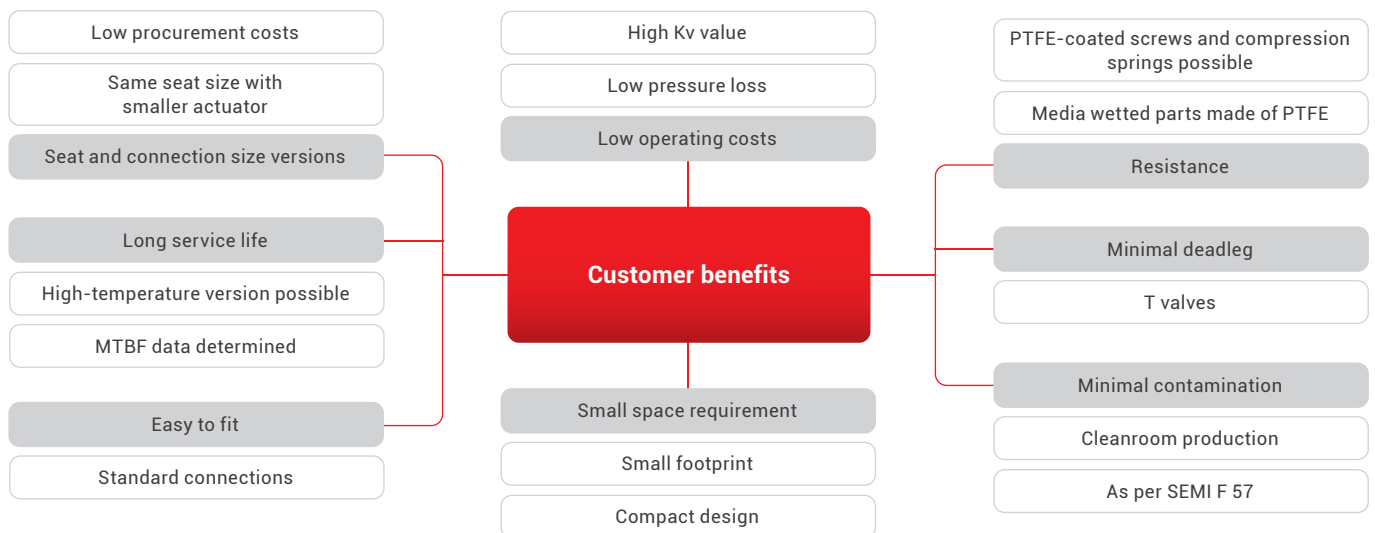 Low procurement costs
Same seat size with
smaller actuator
Seat and connection size versions
Long service life
High-temperature version possible
MTBF data determined
Easy to fit
Standard connections
High Kv value
Low pressure loss
Low operating costs
Customer benefits
Small space requirement
Small footprint
Compact design
PTFE-coated screws and compression
springs possible
Media wetted parts made of PTFE
Resistance
Minimal deadleg
T valves
Minimal contamination
Cleanroom production
As per SEMI F 57